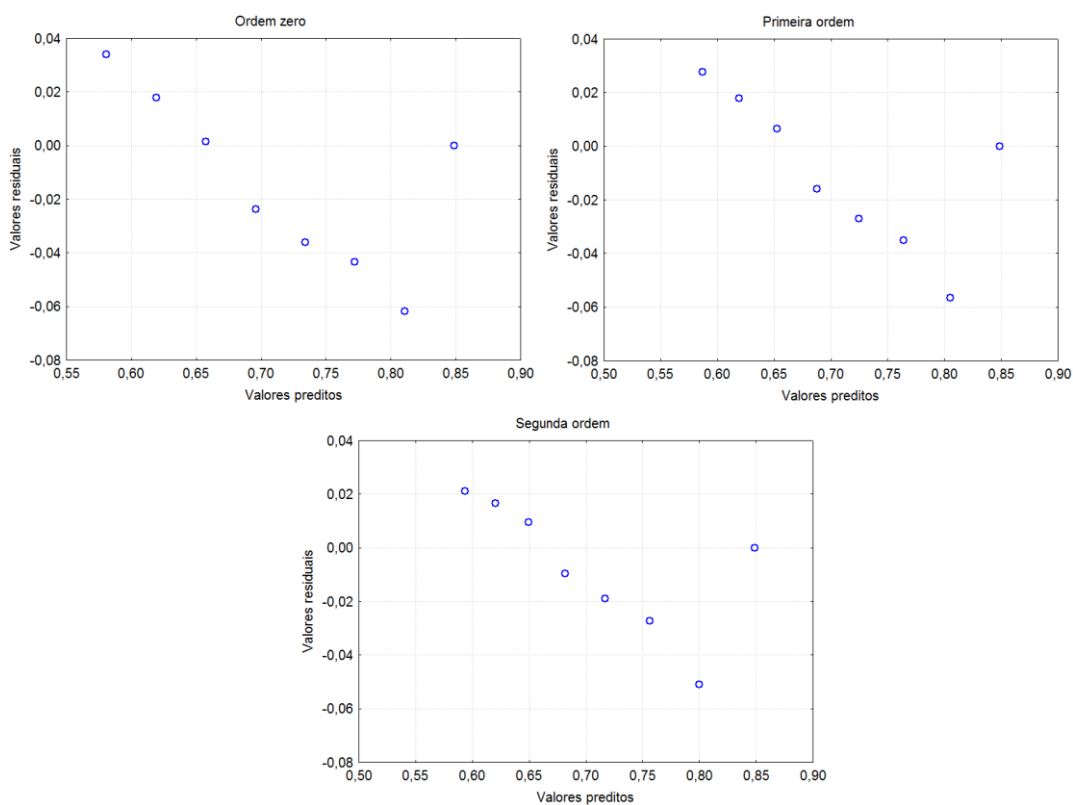 Ordem zero
0,04
0,02
0,00
-0,02
-0,04
-0,06
-0,08
Valores residuais
0,55 0,60 0,65 0,70 0,75 0,80 0,85 0,90
Valores preditos
Primeira ordem
0,04
0,02
0,00
-0,02
-0,04
-0,06
-0,08
Valores residuais
0,50 0,55 0,60 0,65 0,70 0,75 0,80 0,85 0,90
Valores preditos
Segunda ordem
0,04
0,02
0,00
-0,02
-0,04
-0,06
-0,08
Valores residuais
0,50 0,55 0,60 0,65 0,70 0,75 0,80 0,85 0,90
Valores preditos